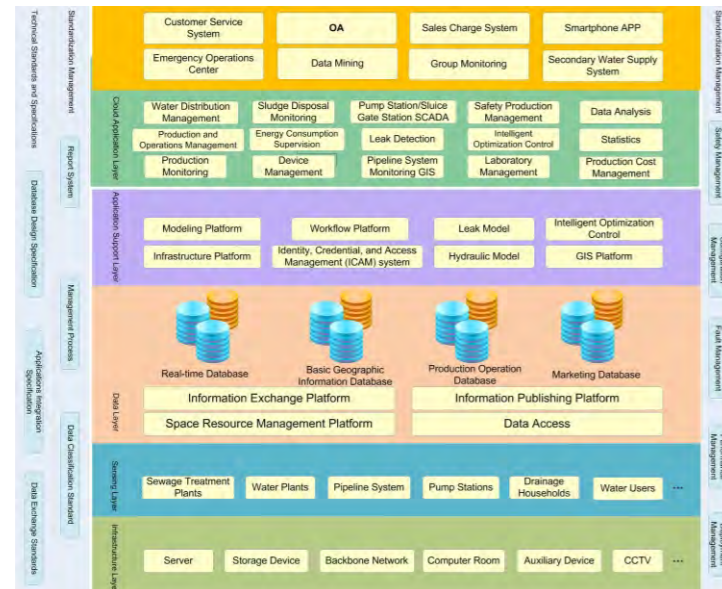 Technical Standards and Specifications
Database Design Specification
Applications Integration
Specification
Data Exchange Standards
Standardization Management
Report System
Management Process
Data Classification Standard
Customer Service
System
OA
Sales Charge System
Smartphone APP
Emergency Operations
Center
Data Mining
Group Monitoring
Secondary Water Supply
System
Cloud Application Layer
Water Distribution
Management
Sludge Disposal
Monitoring
Pump Station/Sluice
Gate Station SCADA
Safety Production
Management
Data Analysis
Production and
Operations Management
Energy Consumption
Supervision
Leak Detection
Intelligent
Optimization Control
Statistics
Production
Monitoring
Device
Management
Pipeline System
Monitoring GIS
Laboratory
Management
Production Cost
Management
Application Support Layer
Modeling Platform
Workflow Platform
Leak Model
Intelligent Optimization
Control
Infrastructure Platform
Identity, Credential, and Access
Management (ICAM) system
Hydraulic Model
GIS Platform
Data Layer
Real-time Database
Basic Geographic
Information Database
Production Operation
Database
Marketing Database
Information Exchange Platform
Information Publishing Platform
Space Resource Management Platform
Data Access
Sensing Layer
Sewage Treatment
Plants
Water Plants
Pipeline System
Pump Stations
Drainage
Households
Water Users
...
Infrastructure Layer
Server
Storage Device
Backbone Network
Computer Room
Auxiliary Device
CCTV
...
Standardization Management
Safety Management
Management
Fault Management
Management
Management